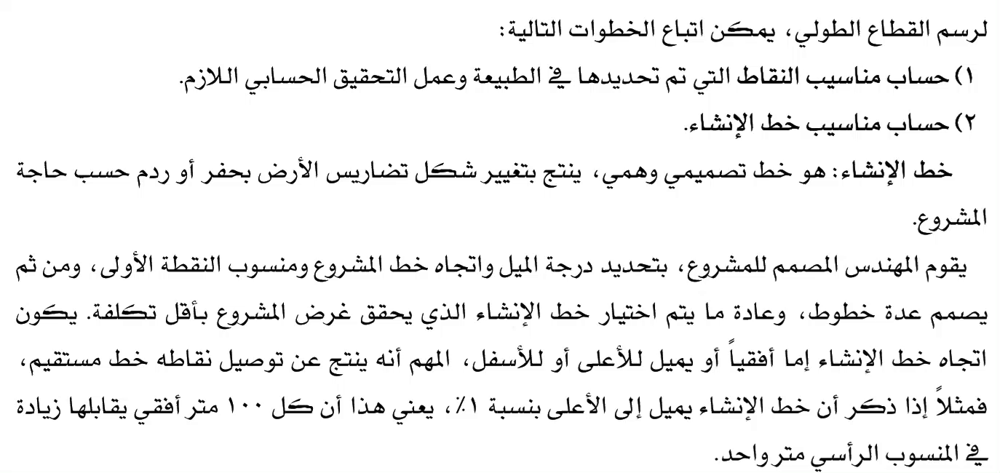 لرسم القطاع الطولي، يمكن اتباع الخطوات التالية:
١) حساب مناسيب النقاط التي تم تحديدها في الطبيعة وعمل التحقيق الحسابي اللازم.
٢) حساب مناسيب خط الإنشاء.
خط الإنشاء: هو خط تصميمي وهمي، ينتج بتغيير شكل تضاريس الأرض بحفر أو ردم حسب حاجة
المشروع.
يقوم المهندس المصمم للمشروع، بتحديد درجة الميل واتجاه خط المشروع ومنسوب النقطة الأولى، ومن ثم
يصمم عدة خطوط، وعادة ما يتم اختيار خط الإنشاء الذي يحقق غرض المشروع بأقل تكلفة. يكون
اتجاه خط الإنشاء إما أفقياً أو يميل للأعلى أو للأسفل، المهم أنه ينتج عن توصيل نقاطه خط مستقيم،
فمثلاً إذا ذكر أن خط الإنشاء يميل إلى الأعلى بنسبة ١٪، يعني هذا أن كل ١٠٠ متر أفقي يقابلها زيادة
في المنسوب الرأسي متر واحد.